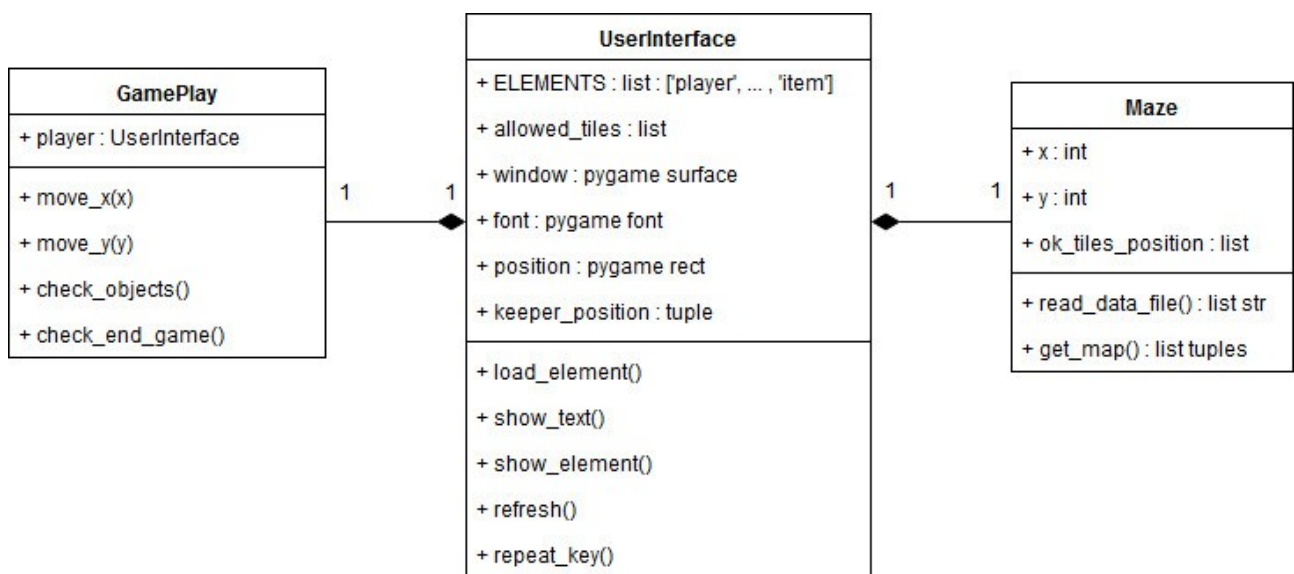 GamePlay
+ player : UserInterface
+ move_x(x)
+ move_y(y)
+ check_objects()
+ check_end_game()
1
1
UserInterface
+ ELEMENTS : list : ['player', ... , 'item']
+ allowed_tiles : list
+ window : pygame surface
+ font : pygame font
+ position : pygame rect
+ keeper_position : tuple
+ load_element()
+ show_text()
+ show_element()
+ refresh()
+ repeat_key()
1
1
Maze
+ x : int
+ y : int
+ ok_tiles_position : list
+ read_data_file() : list str
+ get_map() : list tuples